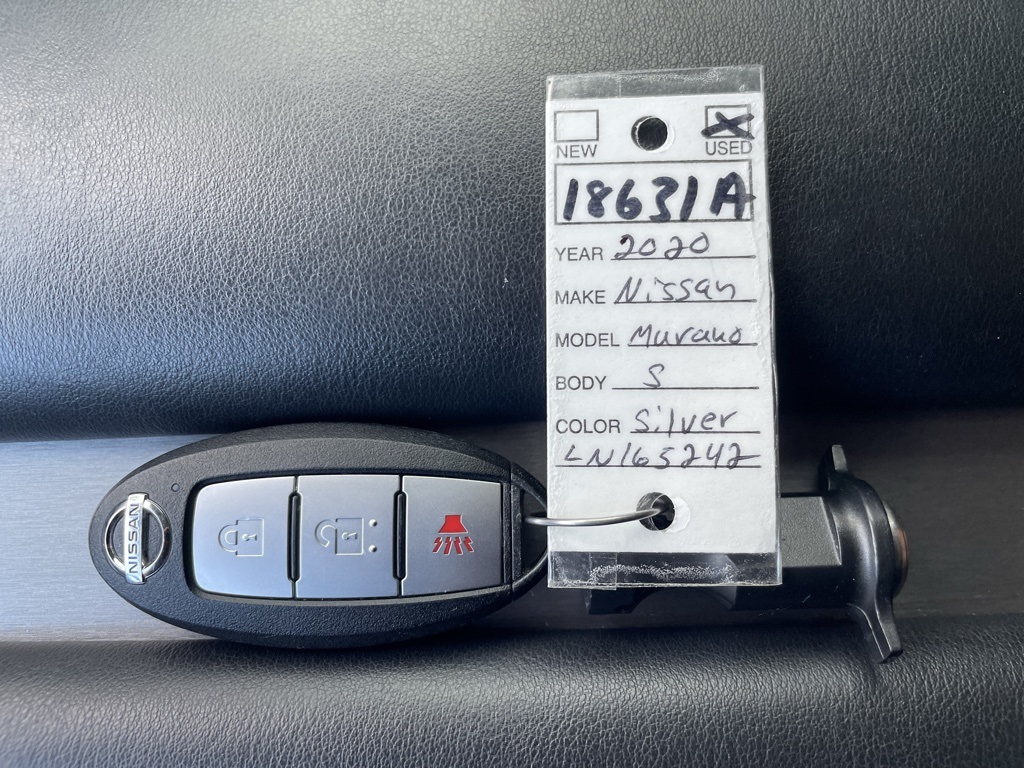 NEW USED
18631A
YEAR 2020
MAKE Nissan
MODEL Murano
BODY S
COLOR Silver
LN165242
NISSAN